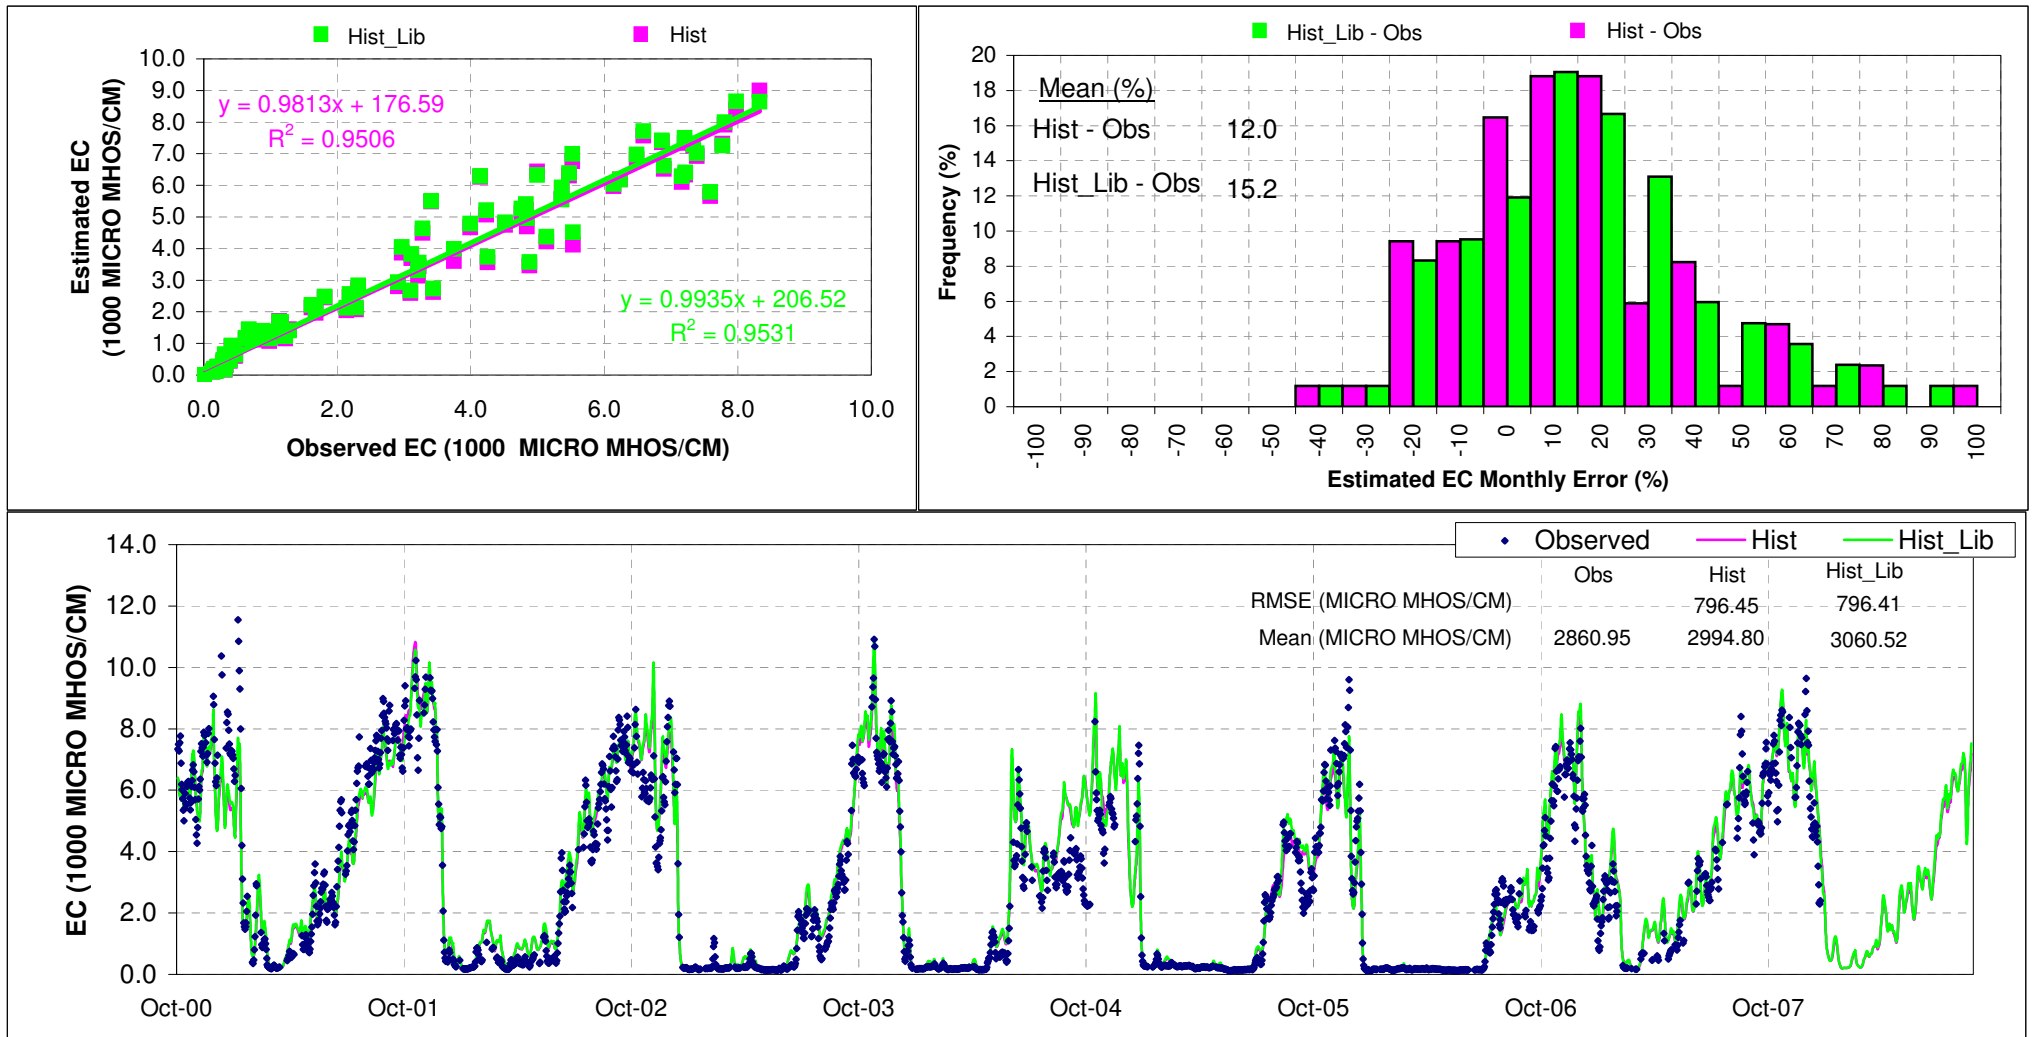 Hist_Lib Hist
Estimated EC
(1000 MICRO MHOS/CM)
10.0
9.0
8.0
7.0
6.0
5.0
4.0
3.0
2.0
1.0
0.0
y = 0.9813x + 176.59
R² = 0.9506
y = 0.9935x + 206.52
R² = 0.9531
0.0 2.0 4.0 6.0 8.0 10.0
Observed EC (1000 MICRO MHOS/CM)
Hist_Lib - Obs Hist - Obs
Frequency (%)
20
18
16
14
12
10
8
6
4
2
0
Mean (%)
Hist - Obs 12.0
Hist_Lib - Obs 15.2
-100 -90 -80 -70 -60 -50 -40 -30 -20 -10 0 10 20 30 40 50 60 70 80 90 100
Estimated EC Monthly Error (%)
EC (1000 MICRO MHOS/CM)
14.0
12.0
10.0
8.0
6.0
4.0
2.0
0.0
Observed Hist Hist_Lib
Obs Hist Hist_Lib
RMSE (MICRO MHOS/CM) 796.45 796.41
Mean (MICRO MHOS/CM) 2860.95 2994.80 3060.52
Oct-00 Oct-01 Oct-02 Oct-03 Oct-04 Oct-05 Oct-06 Oct-07